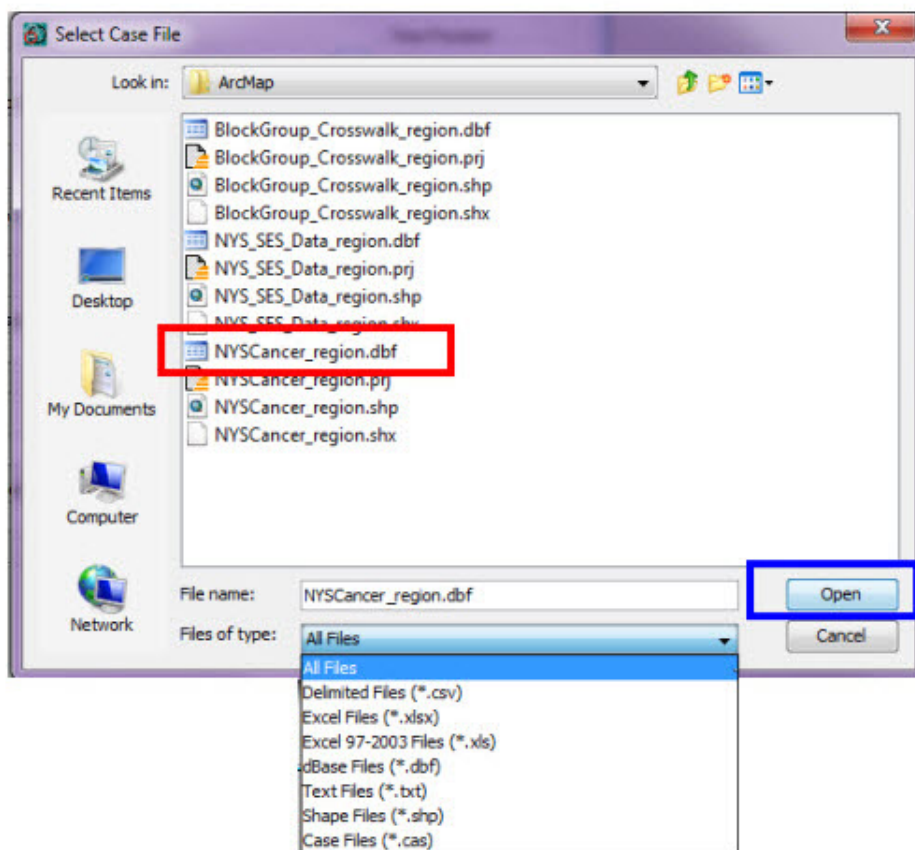 Select Case File
Look in: ArcMap
BlockGroup_Crosswalk_region.dbf
BlockGroup_Crosswalk_region.prj
BlockGroup_Crosswalk_region.shp
BlockGroup_Crosswalk_region.shx
NYS_SES_Data_region.dbf
NYS_SES_Data_region.prj
NYS_SES_Data_region.shp
NYS_SES_Data_region.shx
NYSCancer_region.dbf
NYSCancer_region.prj
NYSCancer_region.shp
NYSCancer_region.shx
Recent Items
Desktop
My Documents
Computer
Network
File name: NYSCancer_region.dbf Open
Files of type: All Files Cancel
All Files
Delimited Files (*.csv)
Excel Files (*.xlsx)
Excel 97-2003 Files (*.xls)
dBase Files (*.dbf)
Text Files (*.txt)
Shape Files (*.shp)
Case Files (*.cas)